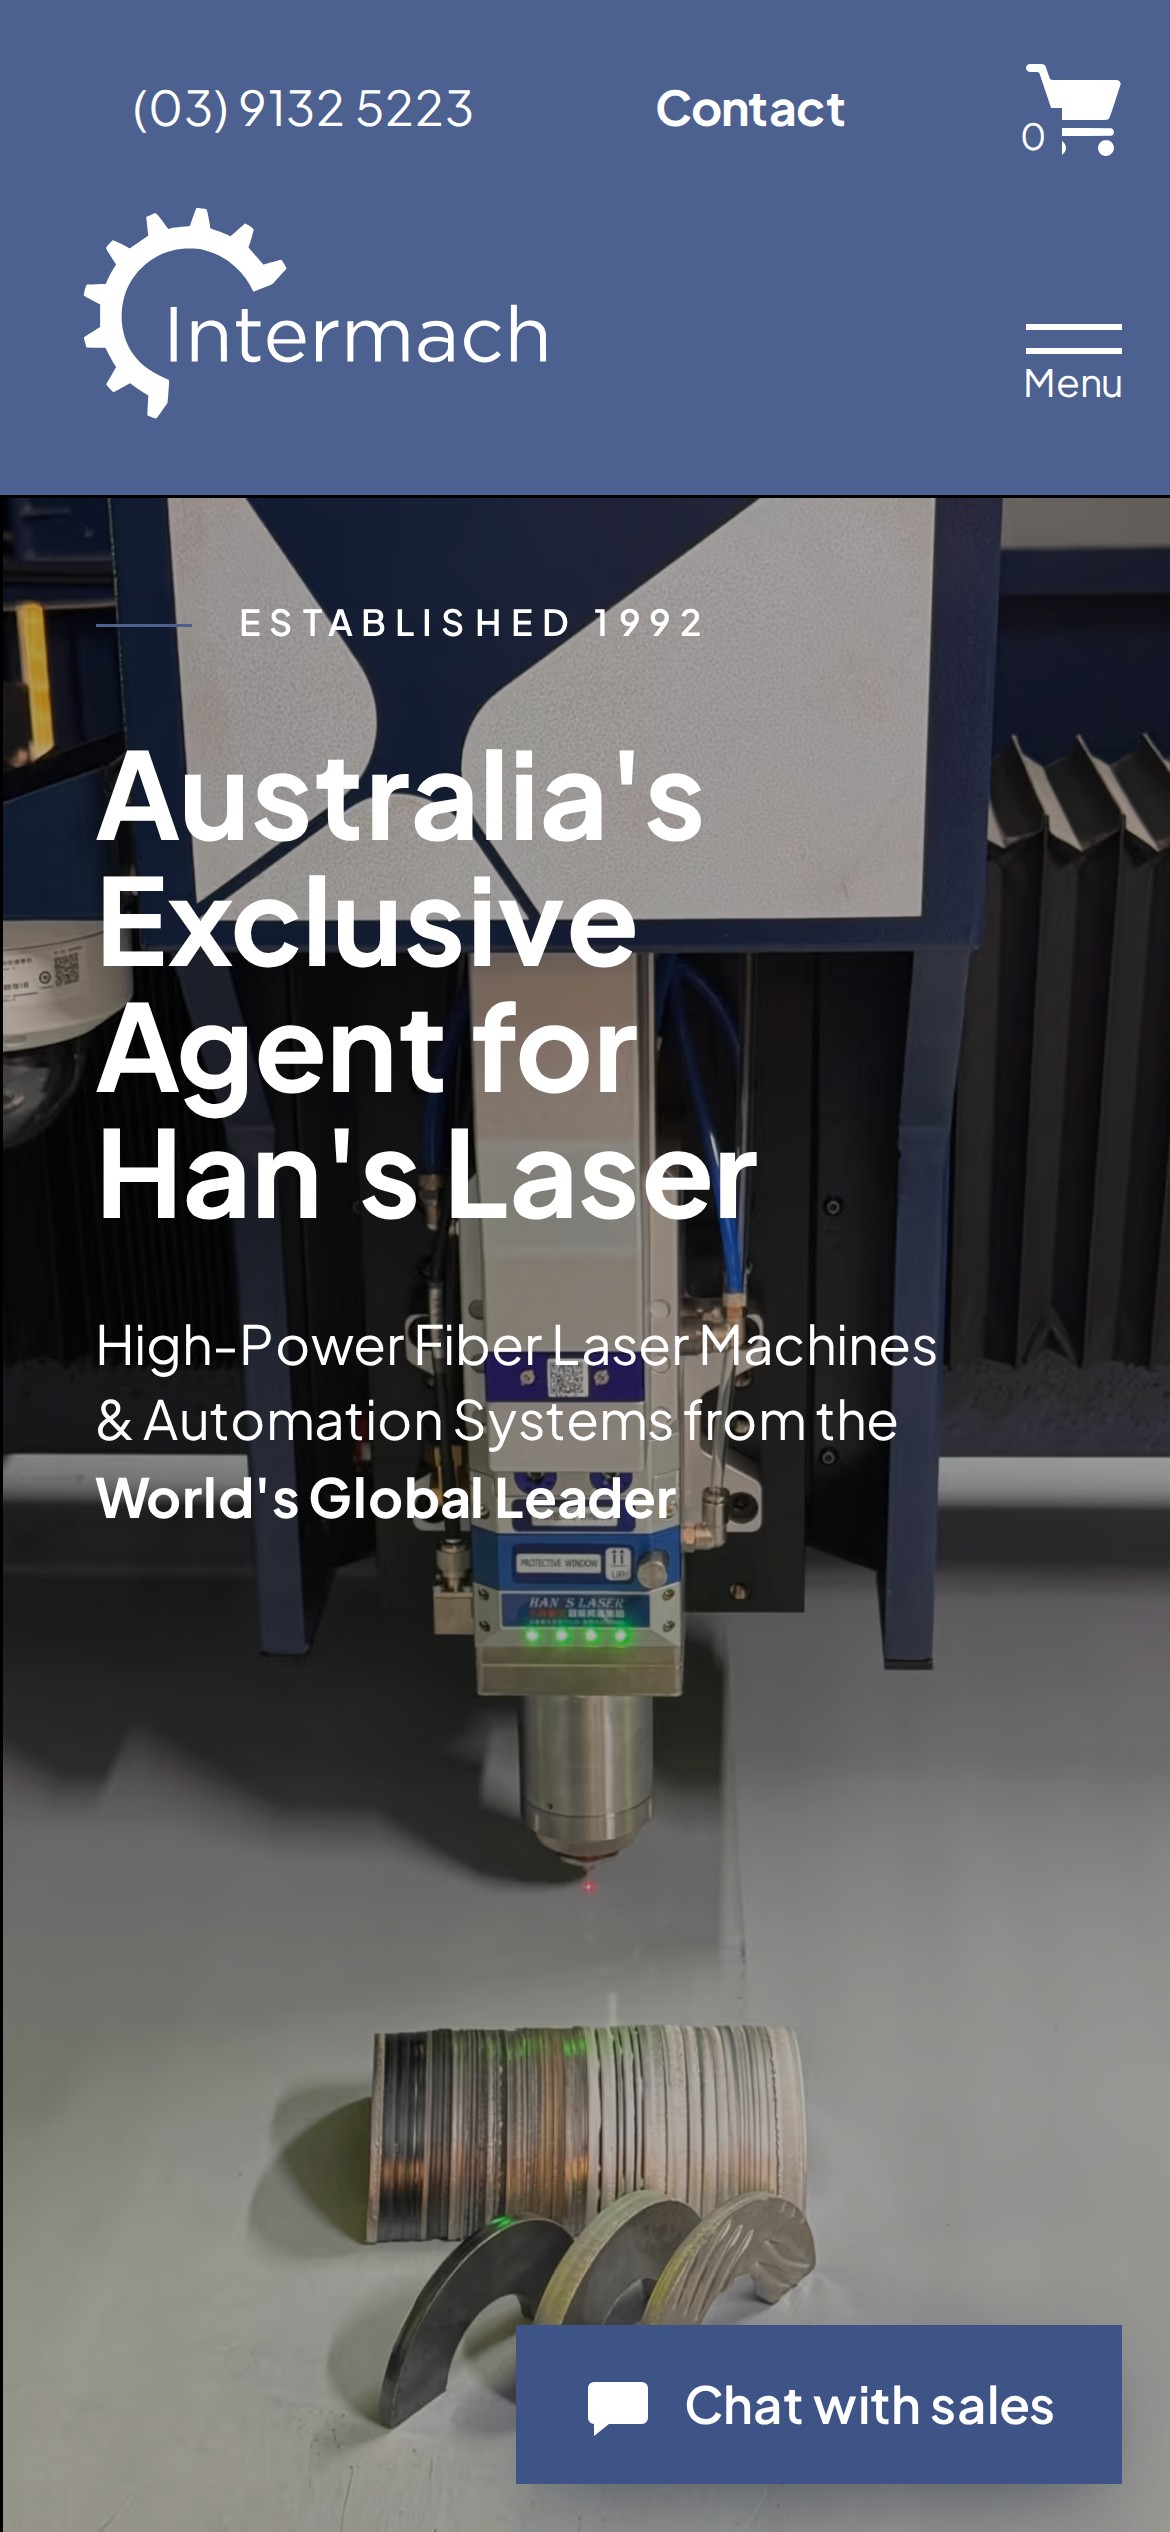 (03) 9132 5223
Contact
0
Intermach
Menu
ESTABLISHED 1992
Australia's
Exclusive
Agent for
Han's Laser
High-Power Fiber Laser Machines
& Automation Systems from the
World's Global Leader
PROTECTIVE WINDOW
UP
HAN'S LASER
Chat with sales